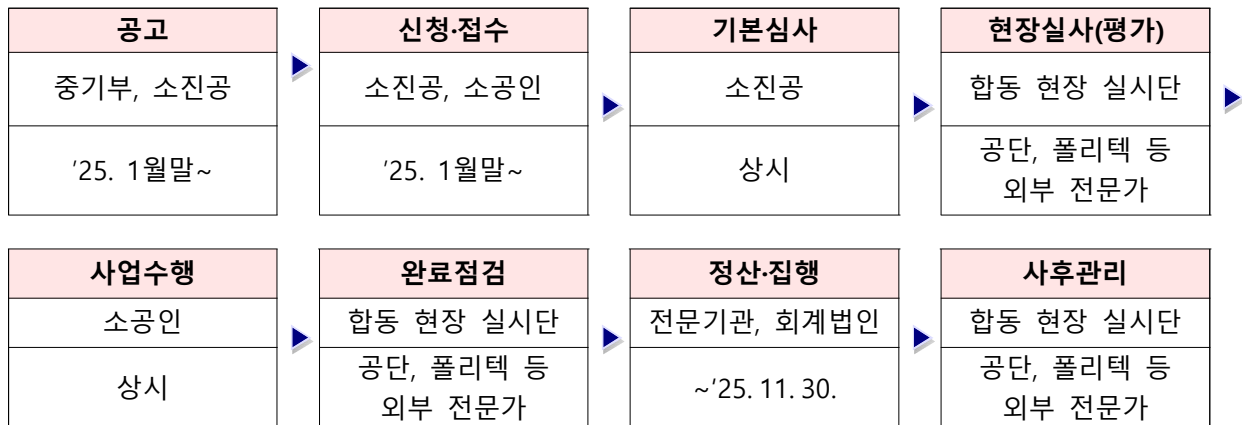 공고
중기부, 소진공
'25. 1월말~
신청·접수
소진공, 소공인
'25. 1월말~
기본심사
소진공
상시
현장실사(평가)
합동 현장 실시단
공단, 폴리텍 등
외부 전문가
사업수행
소공인
상시
완료점검
합동 현장 실시단
공단, 폴리텍 등
외부 전문가
정산·집행
전문기관, 회계법인
~'25. 11. 30.
사후관리
합동 현장 실시단
공단, 폴리텍 등
외부 전문가